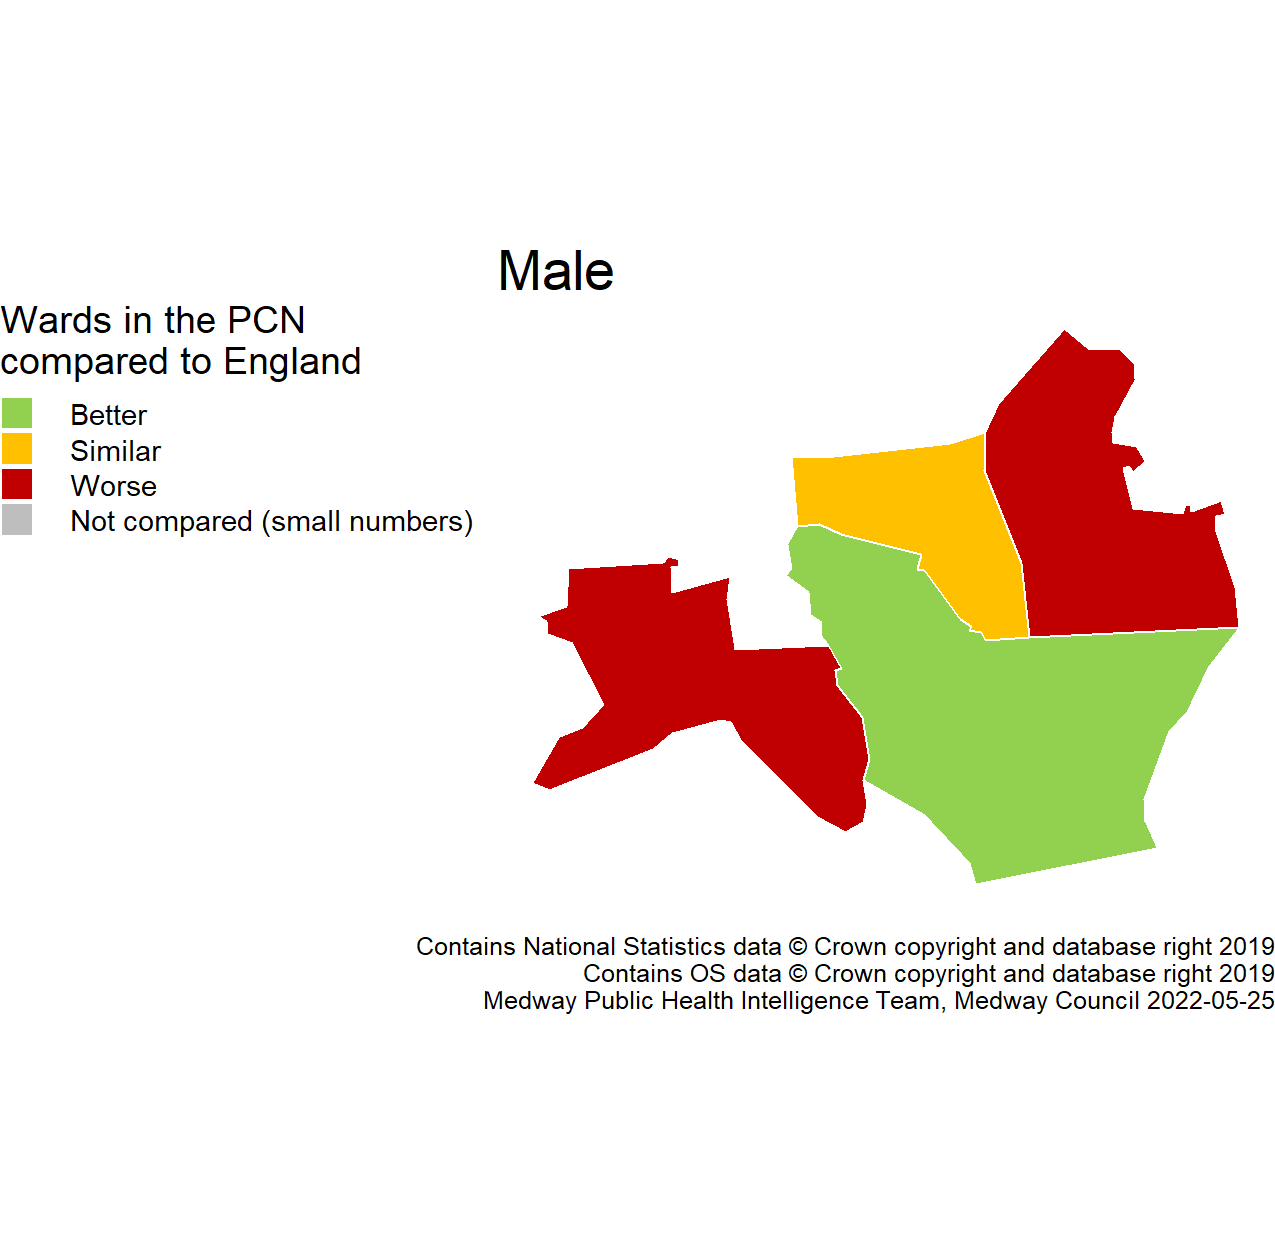 Male
Wards in the PCN
compared to England
Better
Similar
Worse
Not compared (small numbers)
Contains National Statistics data © Crown copyright and database right 2019
Contains OS data © Crown copyright and database right 2019
Medway Public Health Intelligence Team, Medway Council 2022-05-25